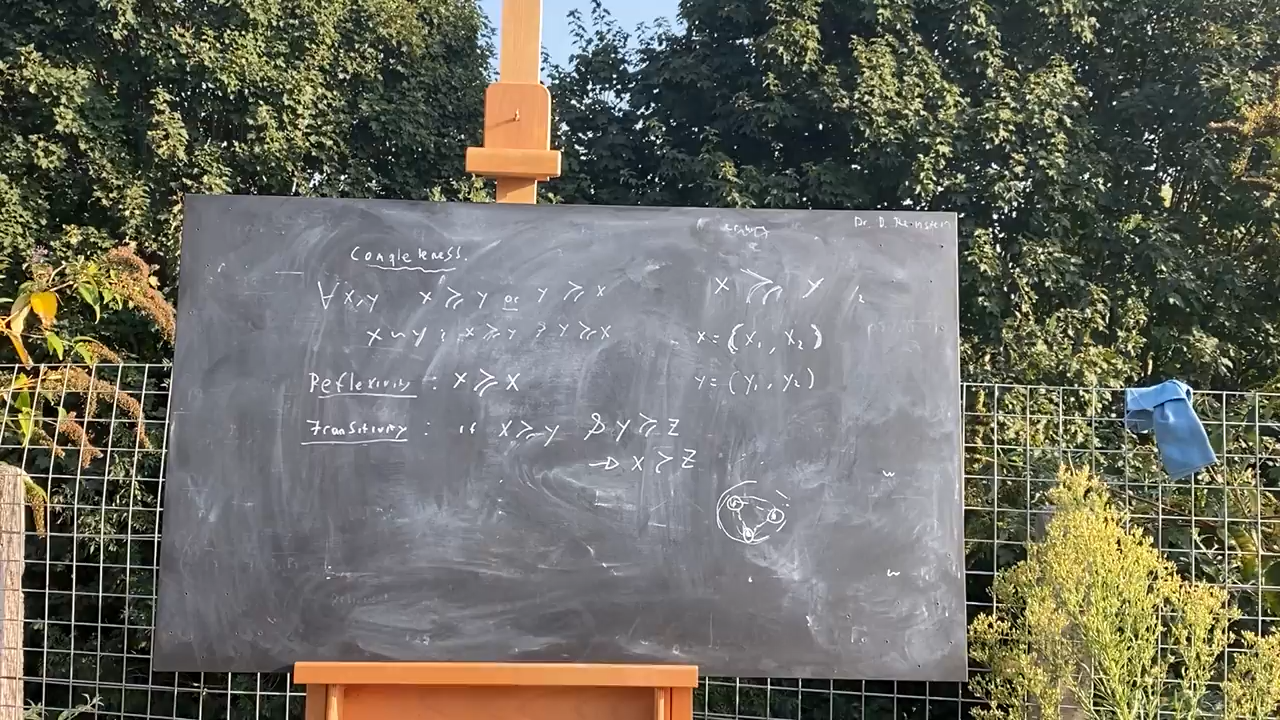 Dr. D. Reinstein
Completeness.
∀ x,y x ≽ y or y ≽ x
x ~ y : x ≽ y & y ≽ x
Reflexivity : x ≽ x
Transitivity : if x ≽ y & y ≽ z
→ x ≽ z
x ≽ y
x = (x₁, x₂)
y = (y₁, y₂)